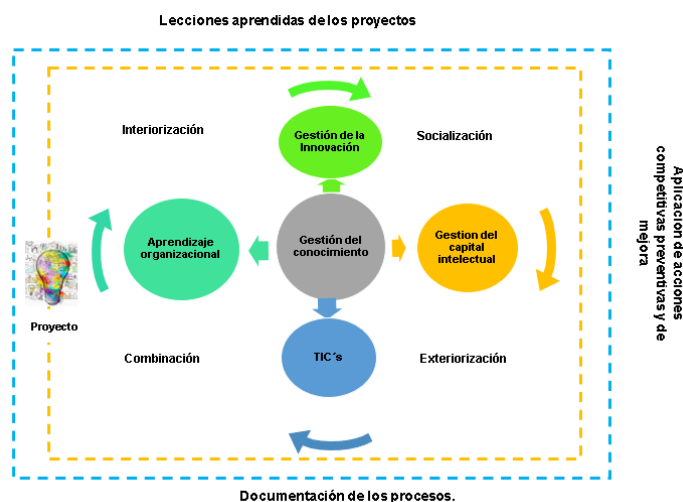 Lecciones aprendidas de los proyectos
Interiorización
Gestión de la
Innovación
Socialización
Aprendizaje
organizacional
Gestión del
conocimiento
Gestion del
capital
intelectual
Aplicacion de acciones
competitivas preventivas y de
mejora
Proyecto
Combinación
TIC´s
Exteriorización
Documentación de los procesos.